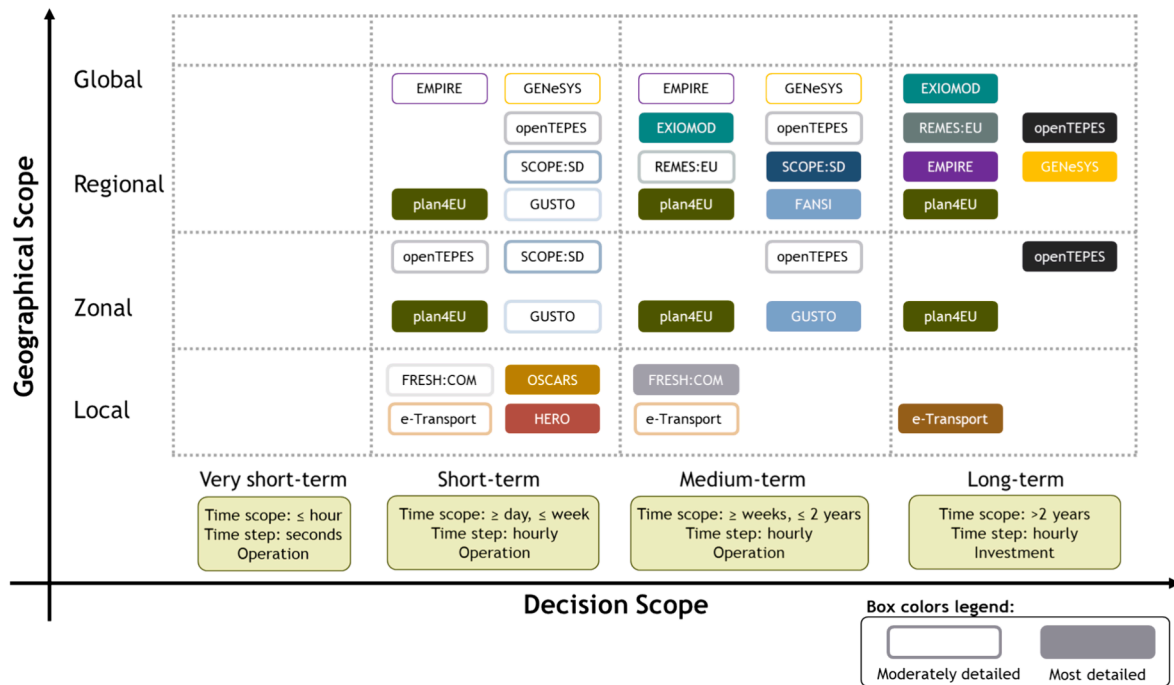 Geographical Scope
Global
EMPIRE GENeSYS EMPIRE GENeSYS EXIOMOD
openTEPES EXIOMOD openTEPES REMES:EU openTEPES
Regional
SCOPE:SD REMES:EU SCOPE:SD EMPIRE GENeSYS
plan4EU GUSTO plan4EU FANSI plan4EU
openTEPES SCOPE:SD openTEPES openTEPES
Zonal
plan4EU GUSTO plan4EU GUSTO plan4EU
FRESH:COM OSCARS FRESH:COM
Local
e-Transport HERO e-Transport e-Transport
Very short-term Short-term Medium-term Long-term
Time scope: ≤ hour Time scope: ≥ day, ≤ week Time scope: ≥ weeks, ≤ 2 years Time scope: >2 years
Time step: seconds Time step: hourly Time step: hourly Time step: hourly
Operation Operation Operation Investment
Decision Scope
Box colors legend:
Moderately detailed Most detailed